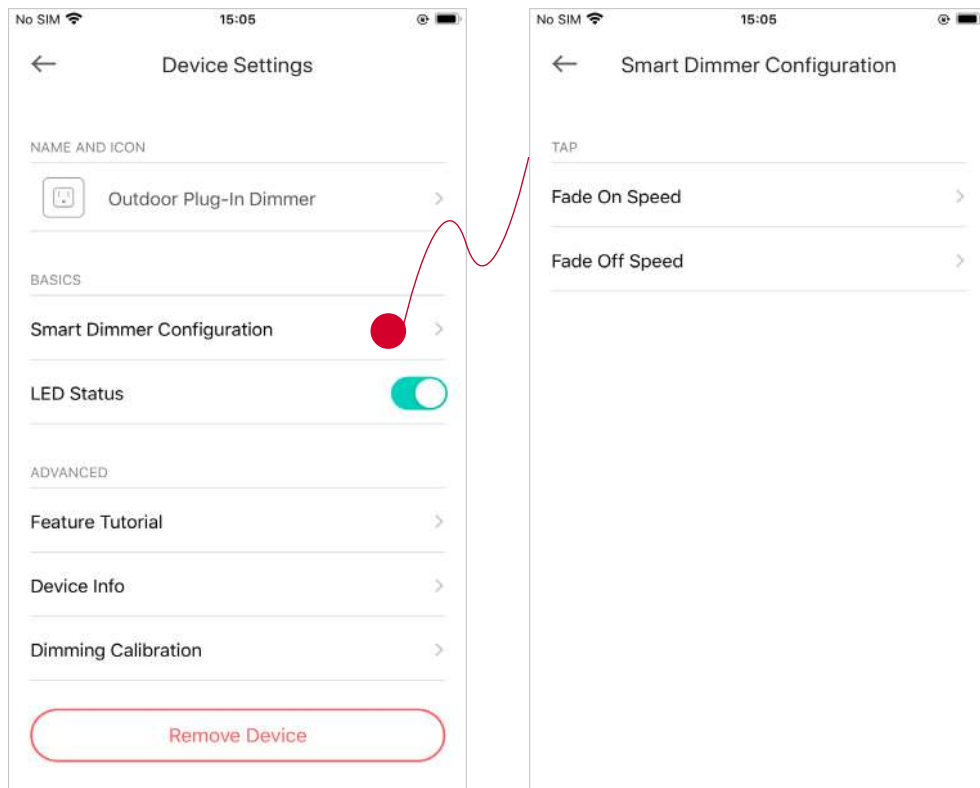 No SIM 15:05
Device Settings
NAME AND ICON
Outdoor Plug-In Dimmer
BASICS
Smart Dimmer Configuration
LED Status
ADVANCED
Feature Tutorial
Device Info
Dimming Calibration
Remove Device
No SIM 15:05
Smart Dimmer Configuration
TAP
Fade On Speed
Fade Off Speed